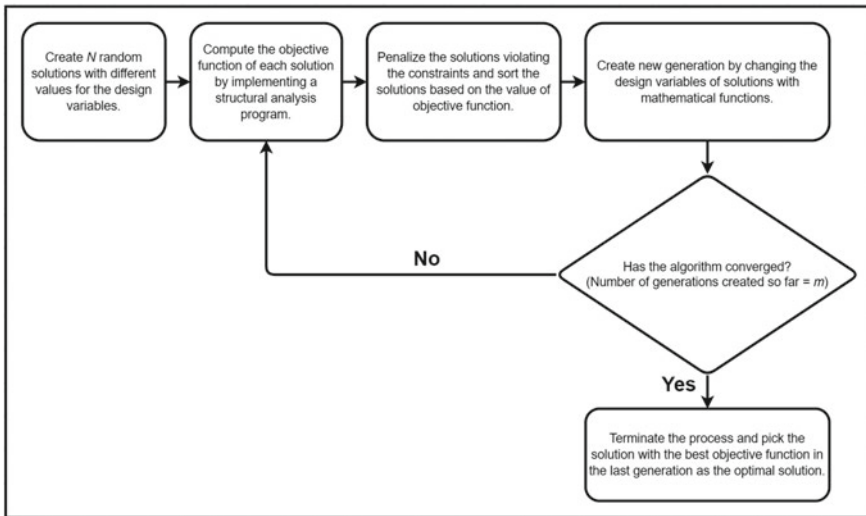 Create N random
solutions with different
values for the design
variables.
Compute the objective
function of each solution
by implementing a
structural analysis
program.
Penalize the solutions violating
the constraints and sort the
solutions based on the value of
objective function.
Create new generation by changing the
design variables of solutions with
mathematical functions.
No
Has the algorithm converged?
(Number of generations created so far = m)
Yes
Terminate the process and pick the
solution with the best objective function in
the last generation as the optimal solution.